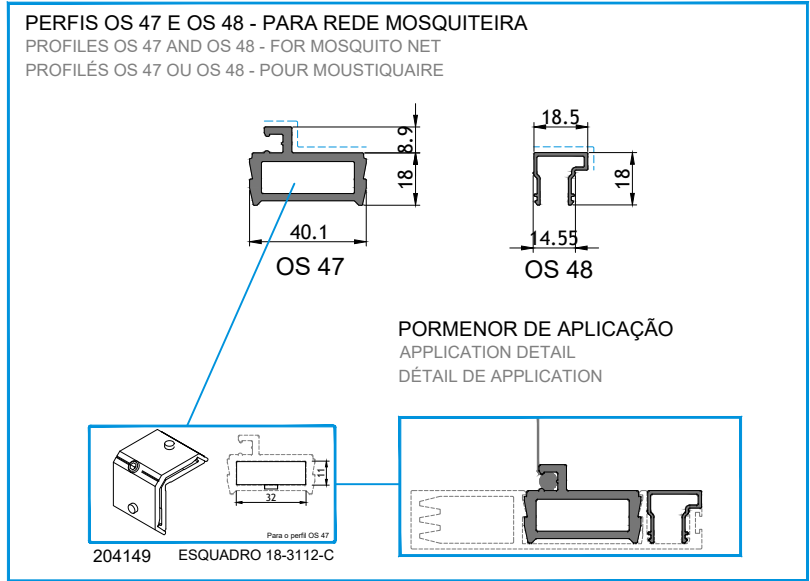 PERFIS OS 47 E OS 48 - PARA REDE MOSQUITEIRA
PROFILES OS 47 AND OS 48 - FOR MOSQUITO NET
PROFILÉS OS 47 OU OS 48 - POUR MOUSTIQUAIRE
8.9
18
40.1
OS 47
18.5
18
14.55
OS 48
PORMENOR DE APLICAÇÃO
APPLICATION DETAIL
DÉTAIL DE APPLICATION
11
32
Para o perfil OS 47
204149 ESQUADRO 18-3112-C